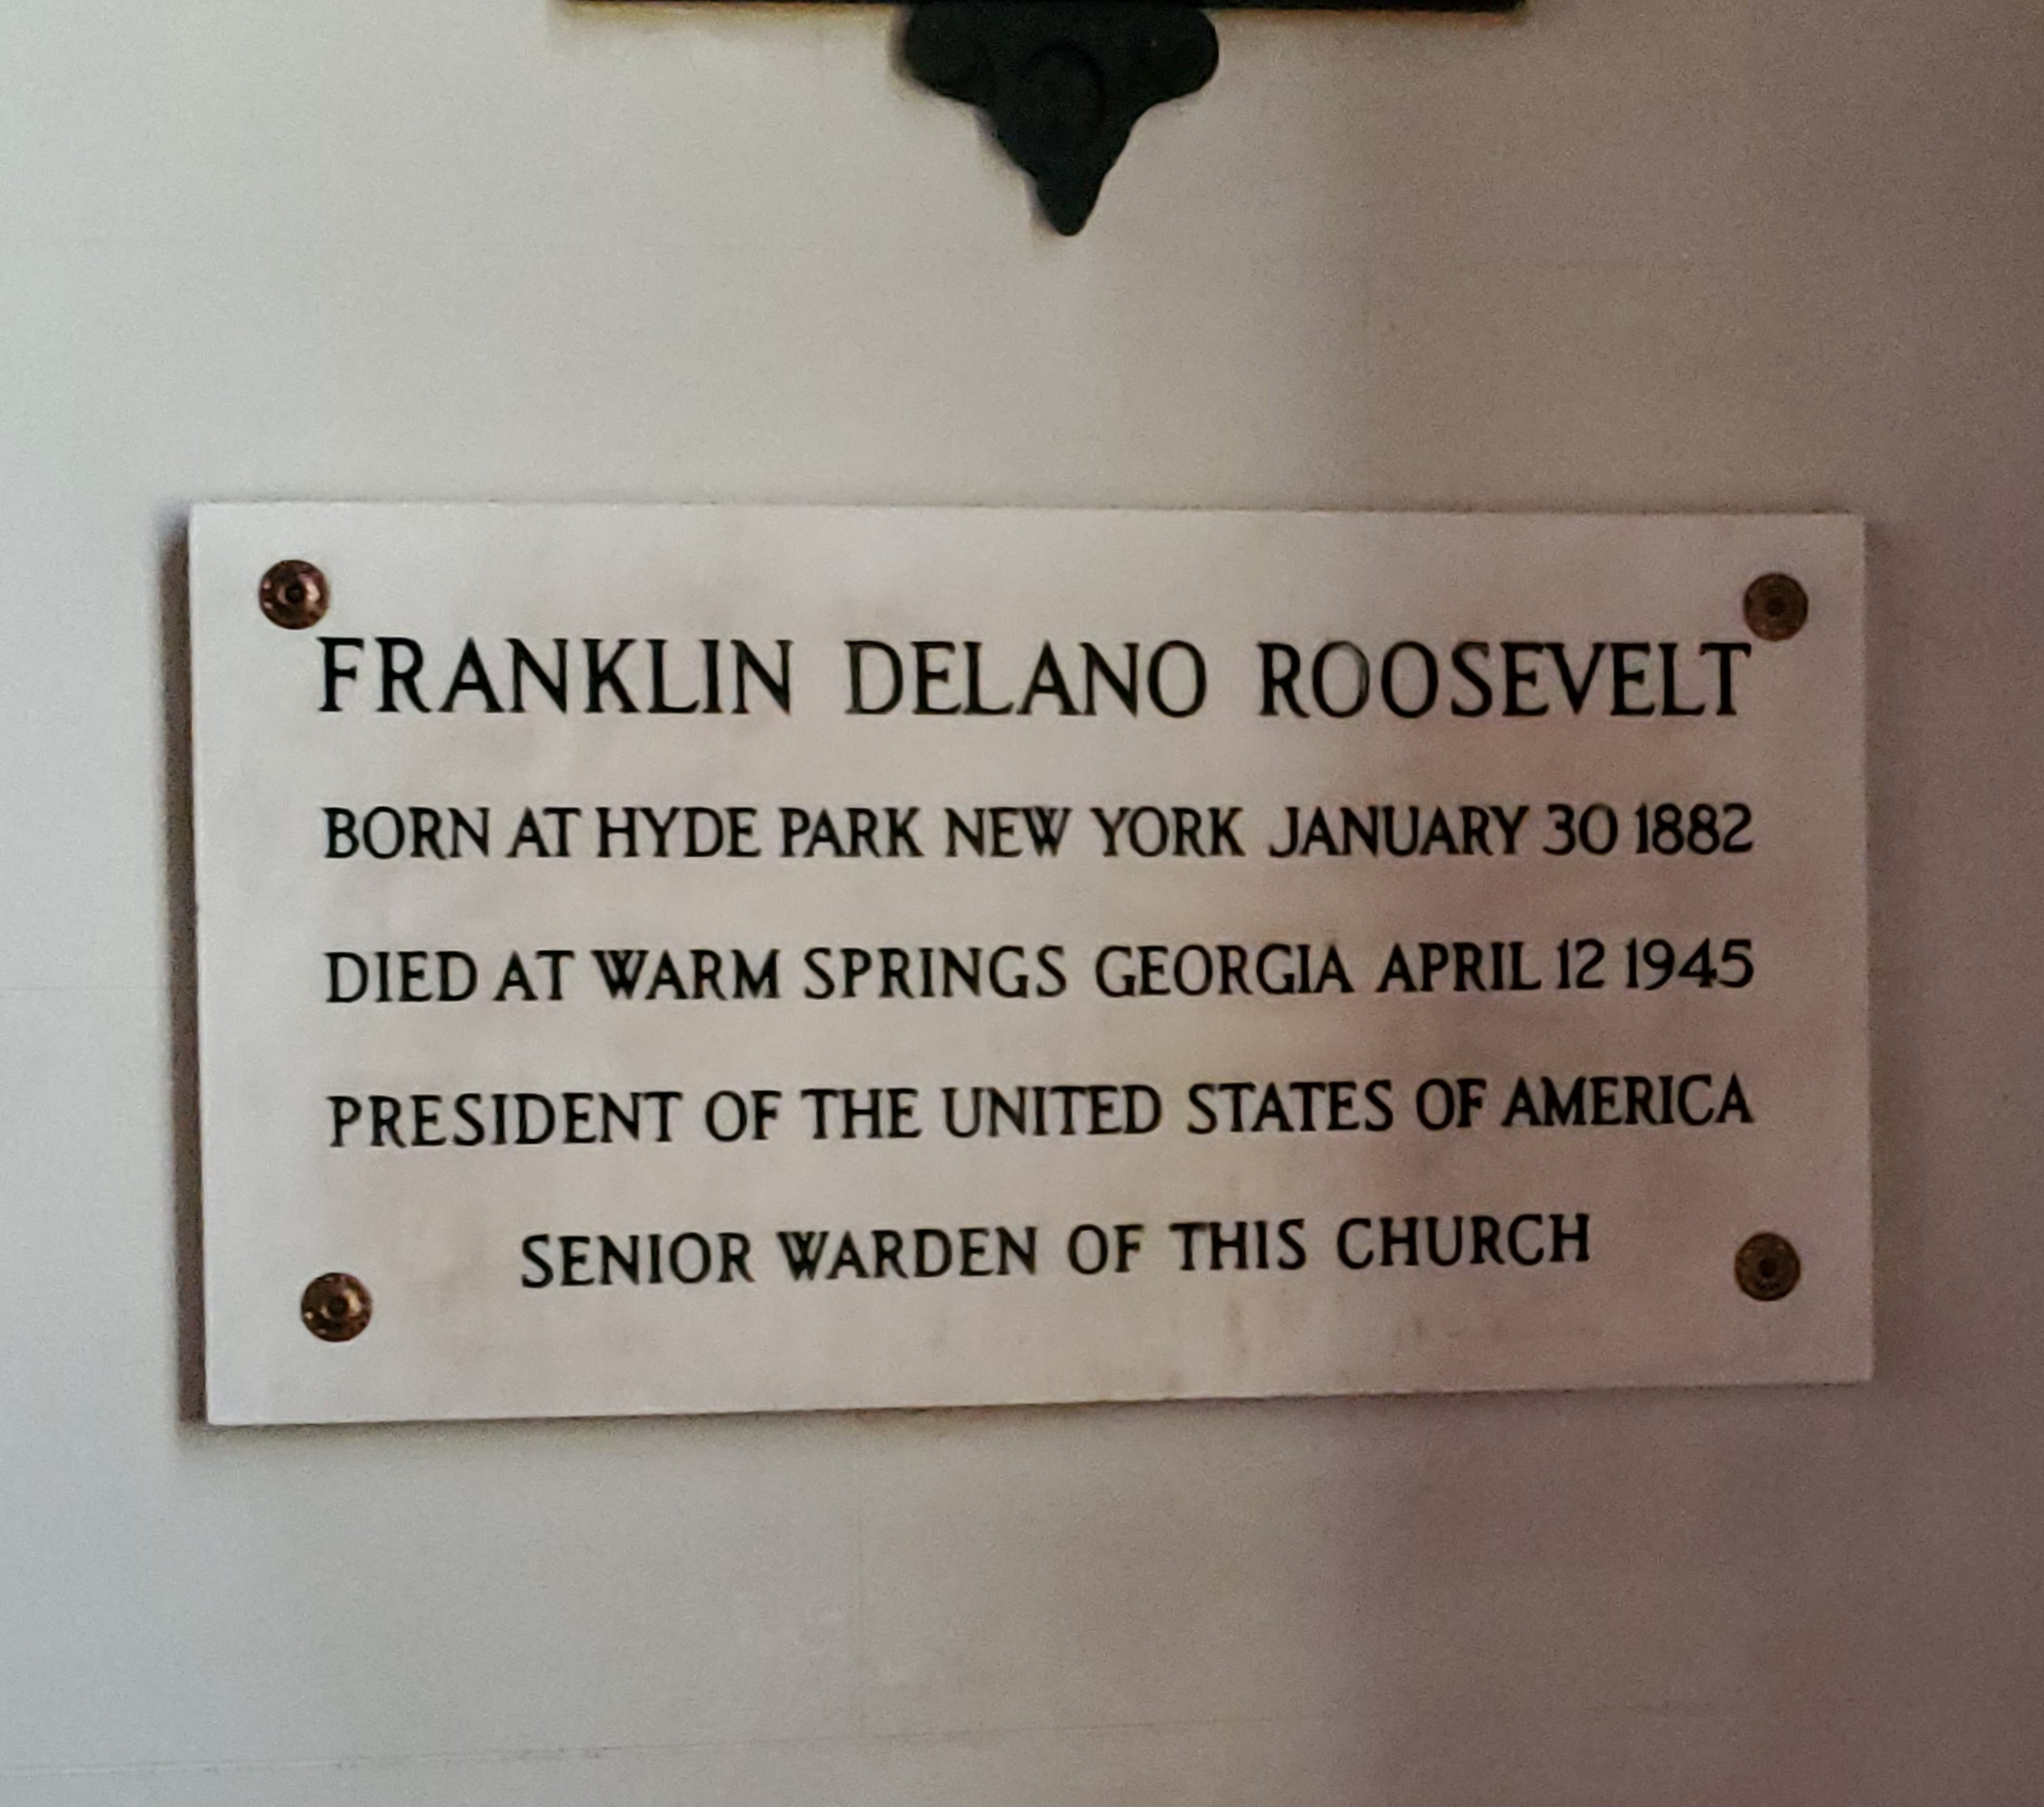 FRANKLIN DELANO ROOSEVELT
BORN AT HYDE PARK NEW YORK JANUARY 30 1882
DIED AT WARM SPRINGS GEORGIA APRIL 12 1945
PRESIDENT OF THE UNITED STATES OF AMERICA
SENIOR WARDEN OF THIS CHURCH